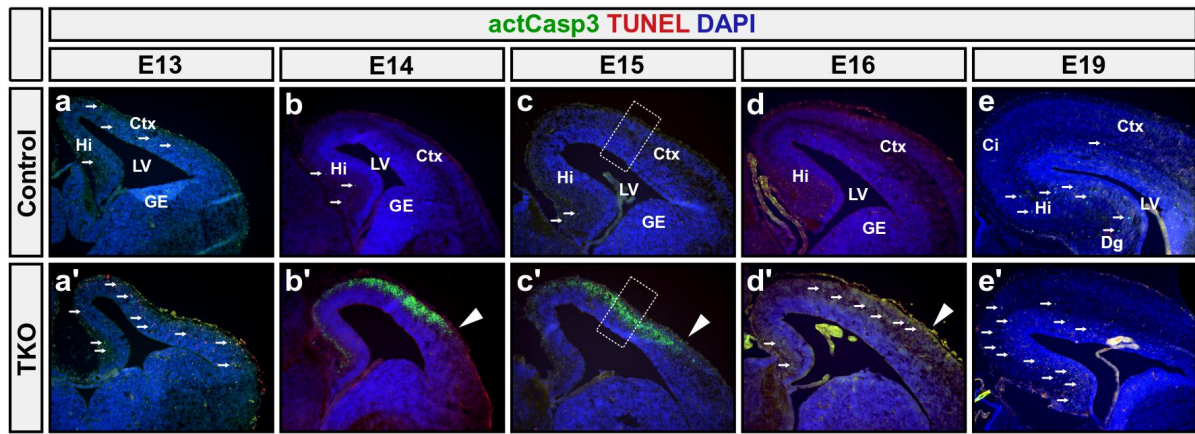 actCasp3 TUNEL DAPI
E13 E14 E15 E16 E19
Control
a b c d e
Ctx Hi LV GE
Hi LV Ctx GE
Ctx Hi LV GE
Ctx Hi LV GE
Ctx Ci Hi LV Dg
TKO
a' b' c' d' e'